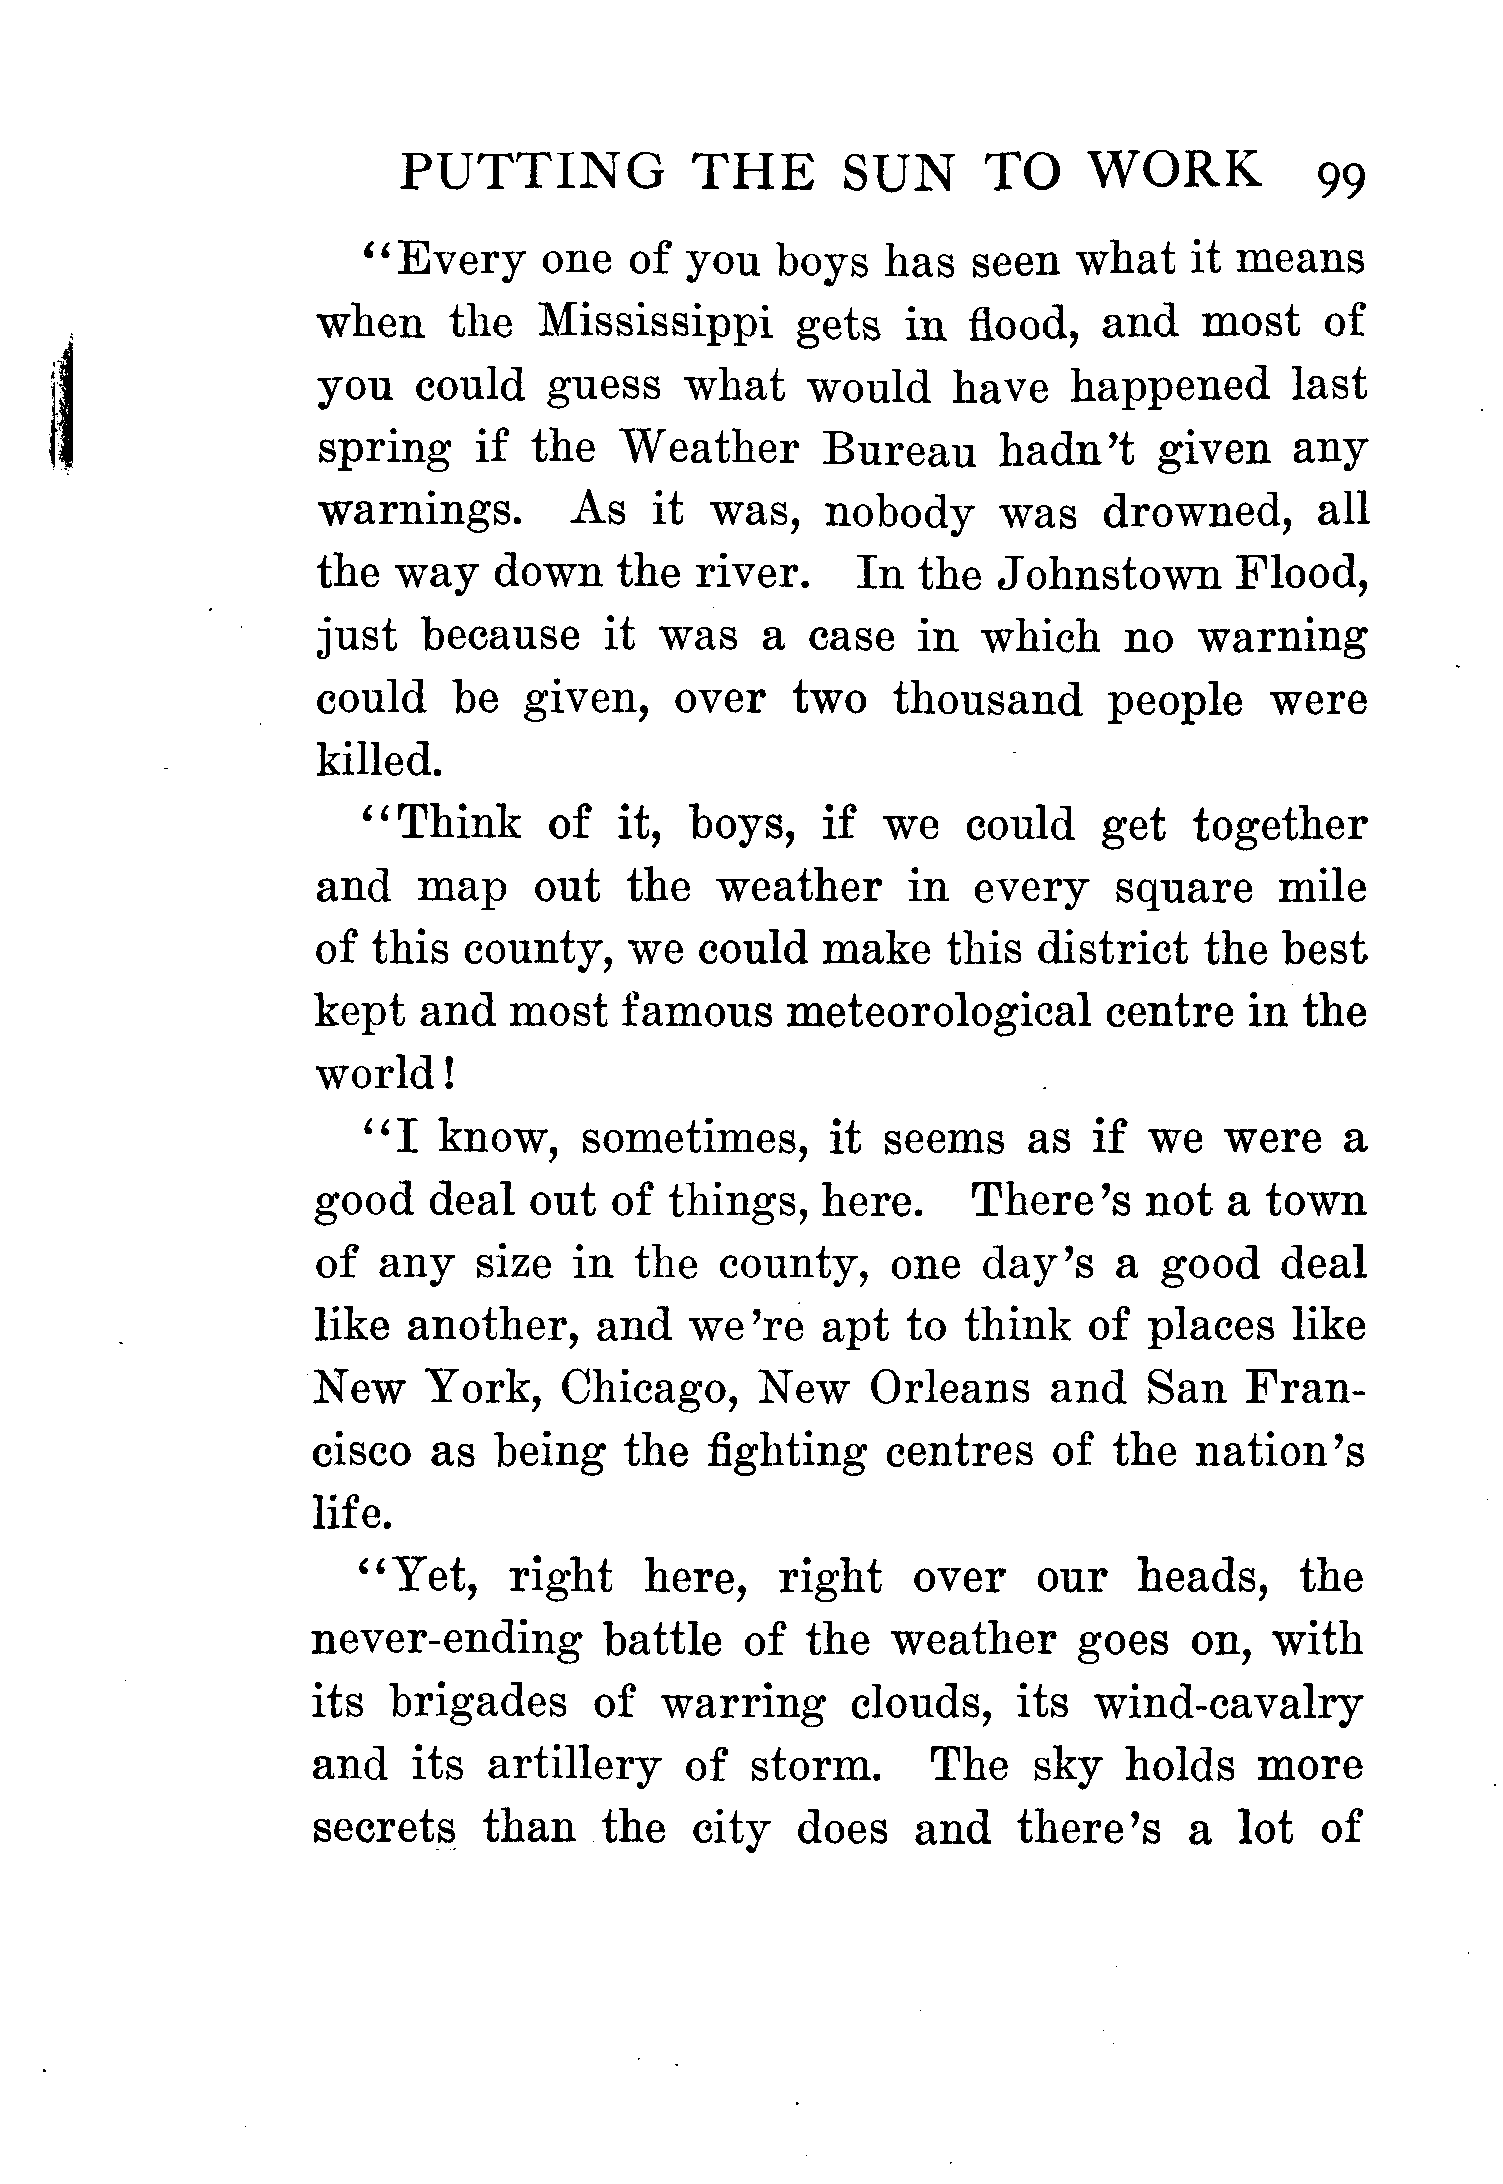 PUTTING THE SUN TO WORK 99
"Every one of you boys has seen what it means
when the Mississippi gets in flood, and most of
you could guess what would have happened last
spring if the Weather Bureau hadn't given any
warnings. As it was, nobody was drowned, all
the way down the river. In the Johnstown Flood,
just because it was a case in which no warning
could be given, over two thousand people were
killed.
"Think of it, boys, if we could get together
and map out the weather in every square mile
of this county, we could make this district the best
kept and most famous meteorological centre in the
world!
"I know, sometimes, it seems as if we were a
good deal out of things, here. There's not a town
of any size in the county, one day's a good deal
like another, and we're apt to think of places like
New York, Chicago, New Orleans and San Fran-
cisco as being the fighting centres of the nation's
life.
"Yet, right here, right over our heads, the
never-ending battle of the weather goes on, with
its brigades of warring clouds, its wind-cavalry
and its artillery of storm. The sky holds more
secrets than the city does and there's a lot of